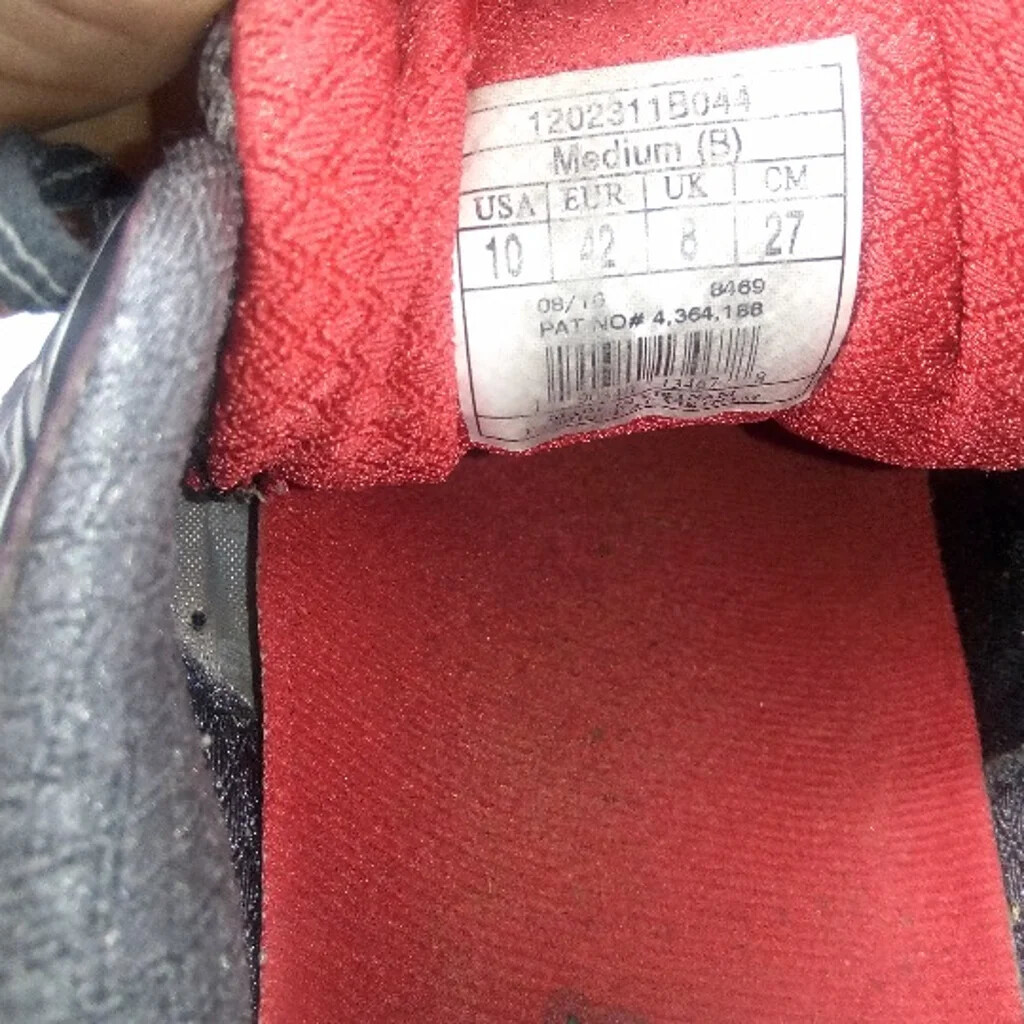 1202311B044
Medium (B)
USA EUR UK CM
10 42 8 27
08/16 8469
PAT NO# 4,364,188